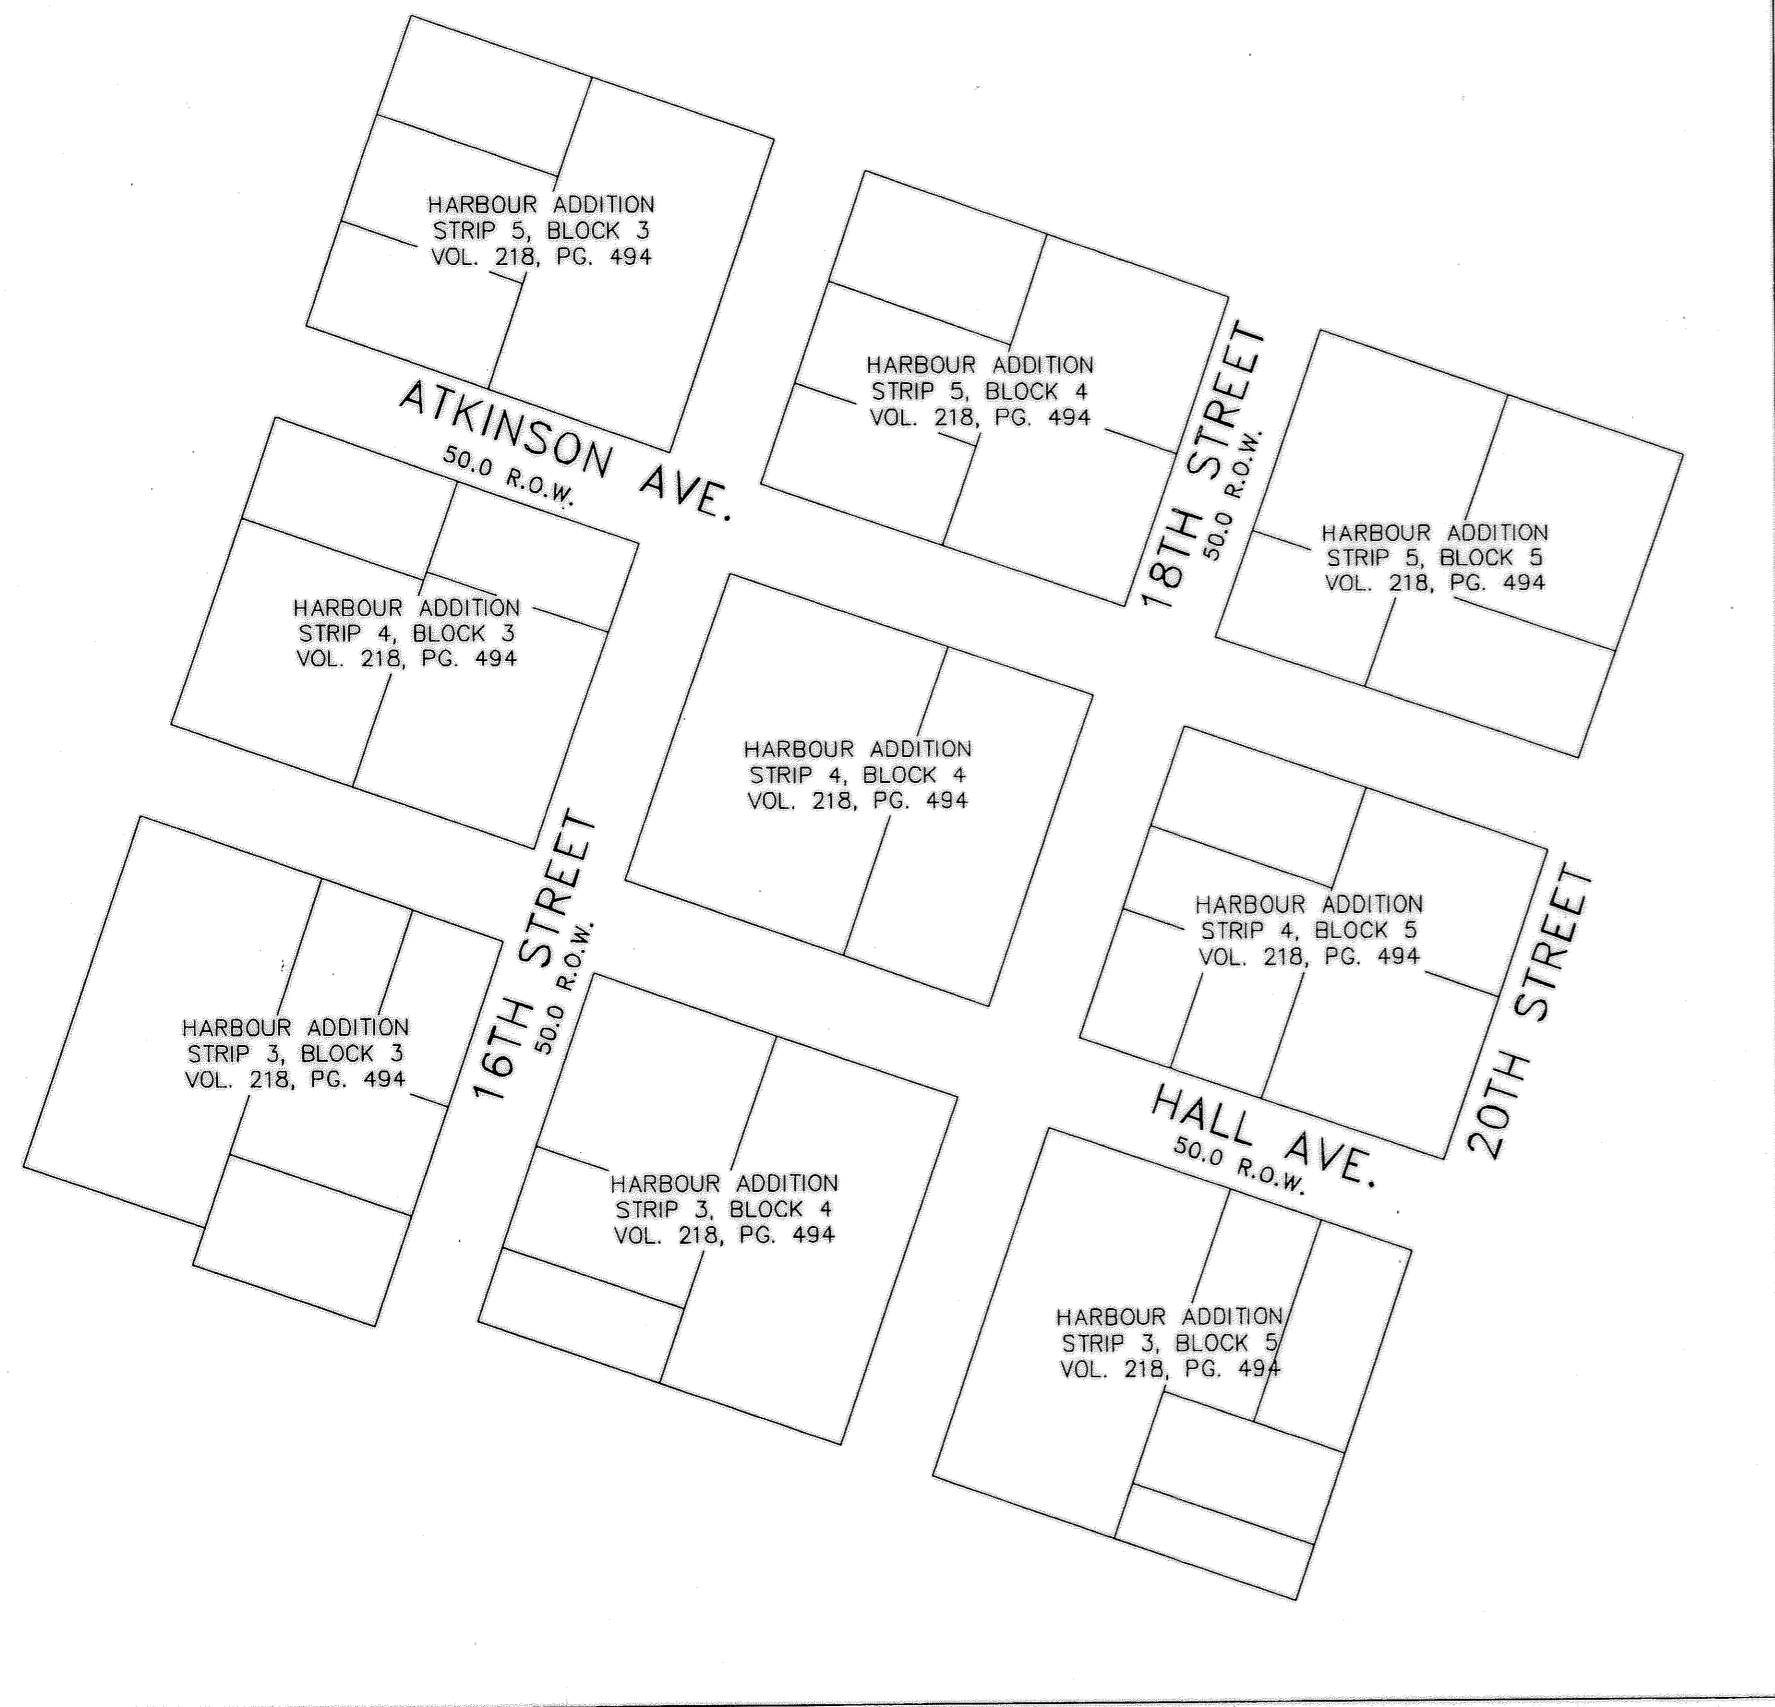 HARBOUR ADDITION
STRIP 5, BLOCK 3
VOL. 218, PG. 494
HARBOUR ADDITION
STRIP 5, BLOCK 4
VOL. 218, PG. 494
18TH STREET
50.0 R.O.W.
HARBOUR ADDITION
STRIP 5, BLOCK 5
VOL. 218, PG. 494
ATKINSON AVE.
50.0 R.O.W.
HARBOUR ADDITION
STRIP 4, BLOCK 3
VOL. 218, PG. 494
HARBOUR ADDITION
STRIP 4, BLOCK 4
VOL. 218, PG. 494
HARBOUR ADDITION
STRIP 4, BLOCK 5
VOL. 218, PG. 494
20TH STREET
16TH STREET
50.0 R.O.W.
HARBOUR ADDITION
STRIP 3, BLOCK 3
VOL. 218, PG. 494
HARBOUR ADDITION
STRIP 3, BLOCK 4
VOL. 218, PG. 494
HALL AVE.
50.0 R.O.W.
HARBOUR ADDITION
STRIP 3, BLOCK 5
VOL. 218, PG. 494